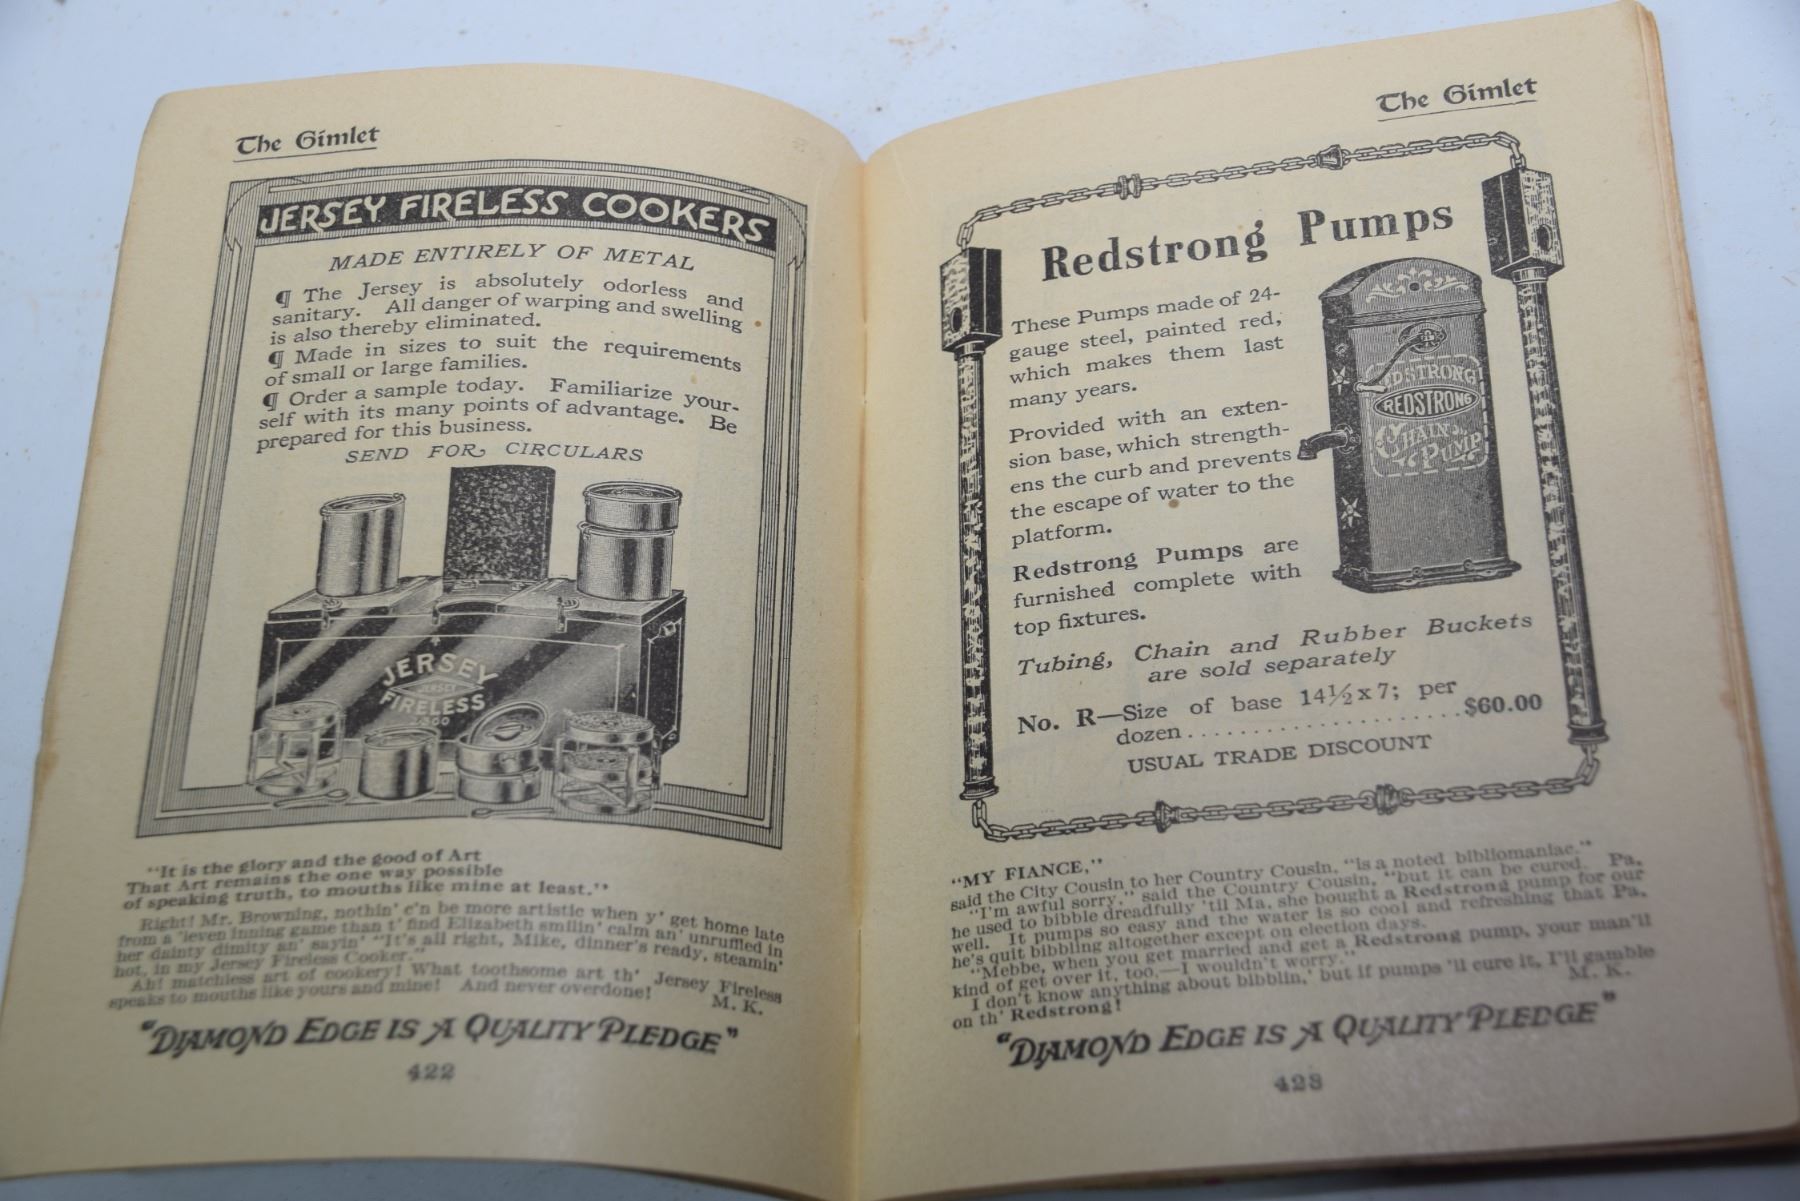 The Gimlet
JERSEY FIRELESS COOKERS
MADE ENTIRELY OF METAL
¶ The Jersey is absolutely odorless and
sanitary. All danger of warping and swelling
is also thereby eliminated.
¶ Made in sizes to suit the requirements
of small or large families.
¶ Order a sample today. Familiarize your-
self with its many points of advantage. Be
prepared for this business.
SEND FOR CIRCULARS
JERSEY
JERSEY
FIRELESS
"It is the glory and the good of Art
That Art remains the one way possible
of speaking truth, to mouths like mine at least."
Right! Mr. Browning, nothin' c'n be more artistic when y' get home late
from a 'leven inning game than t' find Elizabeth smilin' calm an' unruffled in
her dainty dimity an' sayin' "It's all right, Mike, dinner's ready, steamin'
hot, in my Jersey Fireless Cooker."
Ah! matchless art of cookery! What toothsome art th' Jersey Fireless
speaks to mouths like yours and mine! And never overdone!
M. K.
"DIAMOND EDGE IS A QUALITY PLEDGE"
422
The Gimlet
Redstrong Pumps
These Pumps made of 24-
gauge steel, painted red,
which makes them last
many years.
Provided with an exten-
sion base, which strength-
ens the curb and prevents
the escape of water to the
platform.
Redstrong Pumps are
furnished complete with
top fixtures.
REDSTRONG
REDSTRONG
CHAIN
PUMP
Tubing, Chain and Rubber Buckets
are sold separately
No. R—Size of base 14½x7; per
dozen..............$60.00
USUAL TRADE DISCOUNT
"MY FIANCE,"
said the City Cousin to her Country Cousin, "is a noted bibliomaniac."
"I'm awful sorry," said the Country Cousin, "but it can be cured. Pa,
he used to bibble dreadfully 'til Ma, she bought a Redstrong pump for our
well. It pumps so easy and the water is so cool and refreshing that Pa,
he's quit bibbling altogether except on election days.
"Mebbe, when you get married and get a Redstrong pump, your man'll
kind of get over it, too,—I wouldn't worry."
I don't know anything about bibblin,' but if pumps 'll cure it, I'll gamble
on th' Redstrong!
M. K.
"DIAMOND EDGE IS A QUALITY PLEDGE"
423